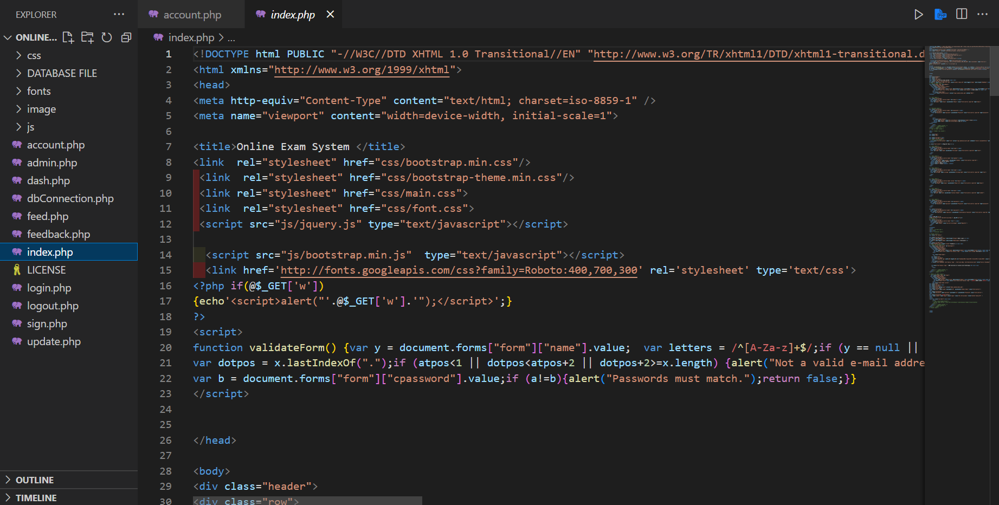 EXPLORER
ONLINE...
css
DATABASE FILE
fonts
image
js
account.php
admin.php
dash.php
dbConnection.php
feed.php
feedback.php
index.php
LICENSE
login.php
logout.php
sign.php
update.php
OUTLINE
TIMELINE
account.php
index.php
index.php > ...
1 <!DOCTYPE html PUBLIC "-//W3C//DTD XHTML 1.0 Transitional//EN" "http://www.w3.org/TR/xhtml1/DTD/xhtml1-transitional.d
2 <html xmlns="http://www.w3.org/1999/xhtml">
3 <head>
4 <meta http-equiv="Content-Type" content="text/html; charset=iso-8859-1" />
5 <meta name="viewport" content="width=device-width, initial-scale=1">
6
7 <title>Online Exam System </title>
8 <link  rel="stylesheet" href="css/bootstrap.min.css"/>
9  <link  rel="stylesheet" href="css/bootstrap-theme.min.css"/>
10  <link rel="stylesheet" href="css/main.css">
11  <link  rel="stylesheet" href="css/font.css">
12  <script src="js/jquery.js" type="text/javascript"></script>
13
14   <script src="js/bootstrap.min.js"  type="text/javascript"></script>
15   <link href='http://fonts.googleapis.com/css?family=Roboto:400,700,300' rel='stylesheet' type='text/css'>
16 <?php if(@$_GET['w'])
17 {echo'<script>alert("'.@$_GET['w'].'");</script>';}
18 ?>
19 <script>
20 function validateForm() {var y = document.forms["form"]["name"].value;  var letters = /^[A-Za-z]+$/;if (y == null ||
21 var dotpos = x.lastIndexOf(".");if (atpos<1 || dotpos<atpos+2 || dotpos+2>=x.length) {alert("Not a valid e-mail addre
22 var b = document.forms["form"]["cpassword"].value;if (a!=b){alert("Passwords must match.");return false;}}
23 </script>
24
25
26 </head>
27
28 <body>
29 <div class="header">
30 <div class="row">